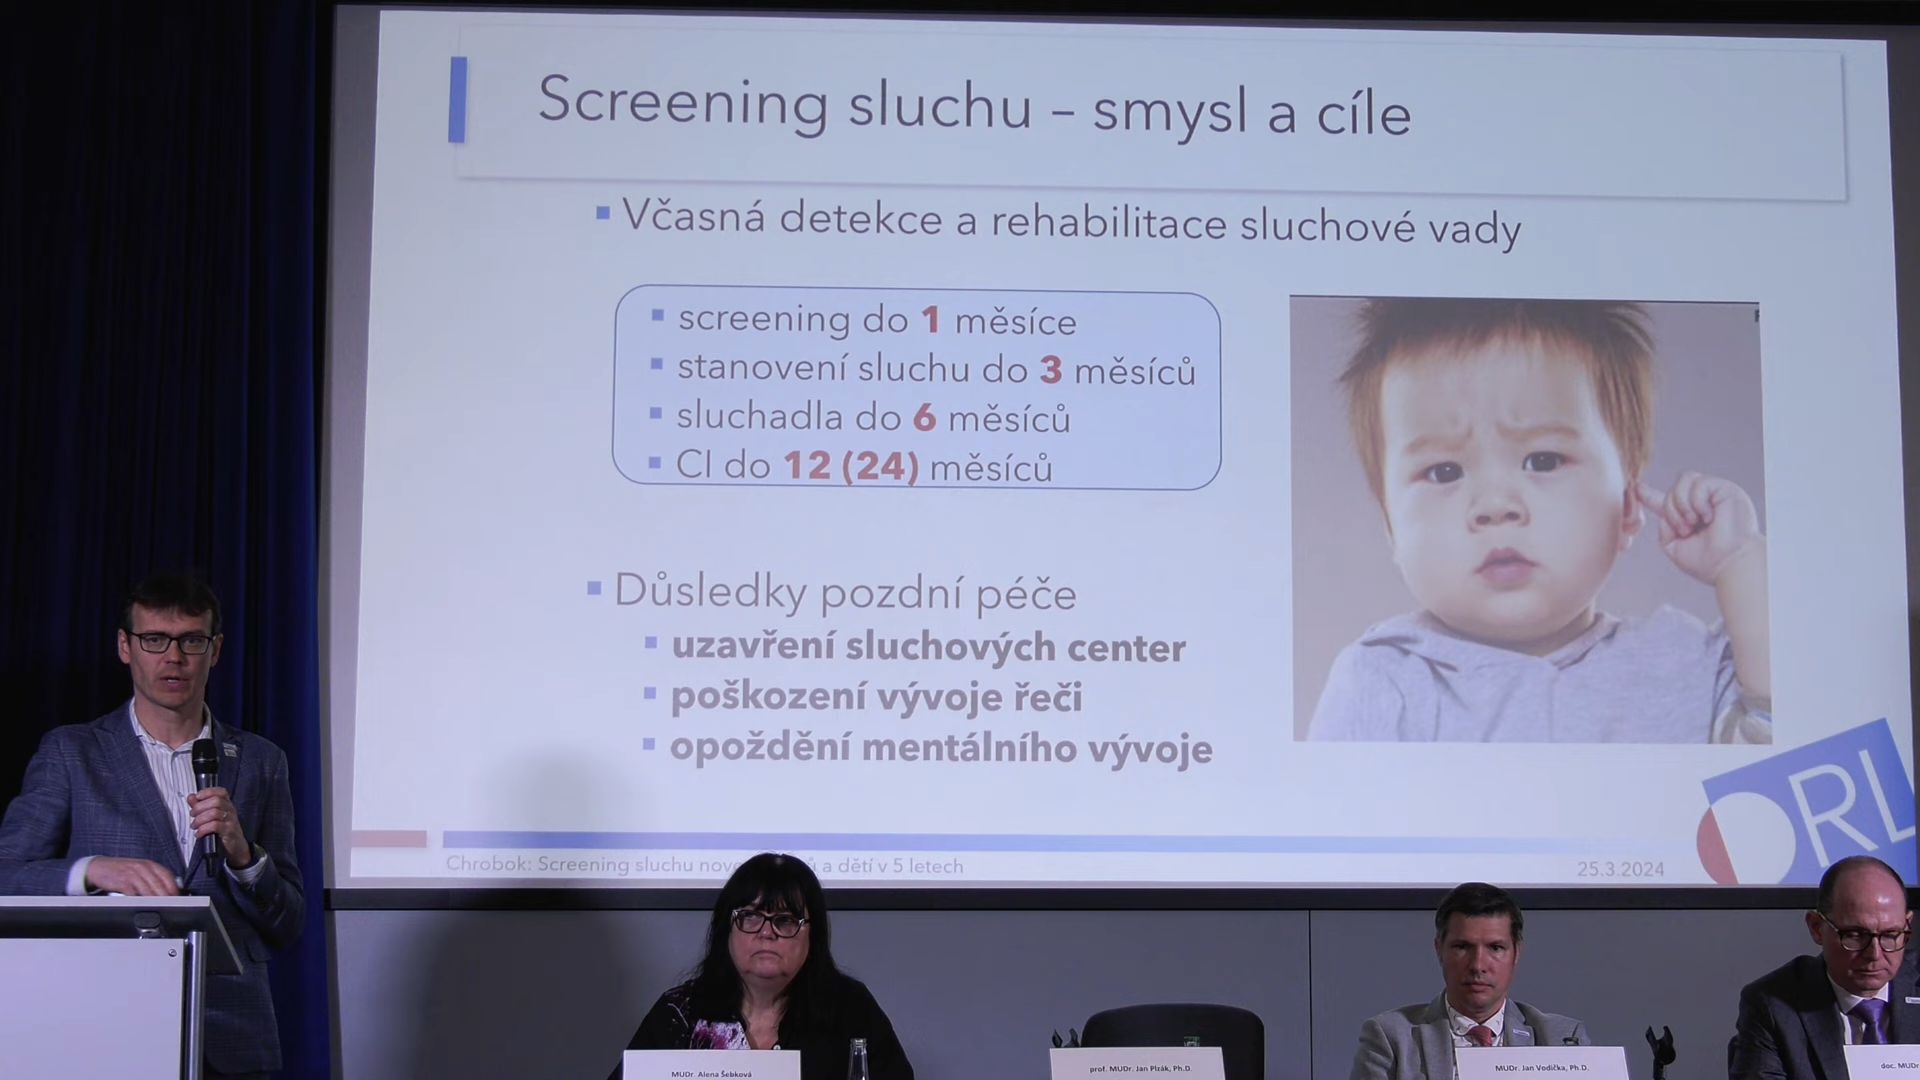 Screening sluchu – smysl a cíle
Včasná detekce a rehabilitace sluchové vady
screening do 1 měsíce
stanovení sluchu do 3 měsíců
sluchadla do 6 měsíců
CI do 12 (24) měsíců
Důsledky pozdní péče
uzavření sluchových center
poškození vývoje řeči
opoždění mentálního vývoje
ORL
Chrobok: Screening sluchu a dětí v 5 letech
25.3.2024
MUDr. Alena Šebková
prof. MUDr. Jan Plzák, Ph.D.
MUDr. Jan Vodička, Ph.D.
doc. MUDr